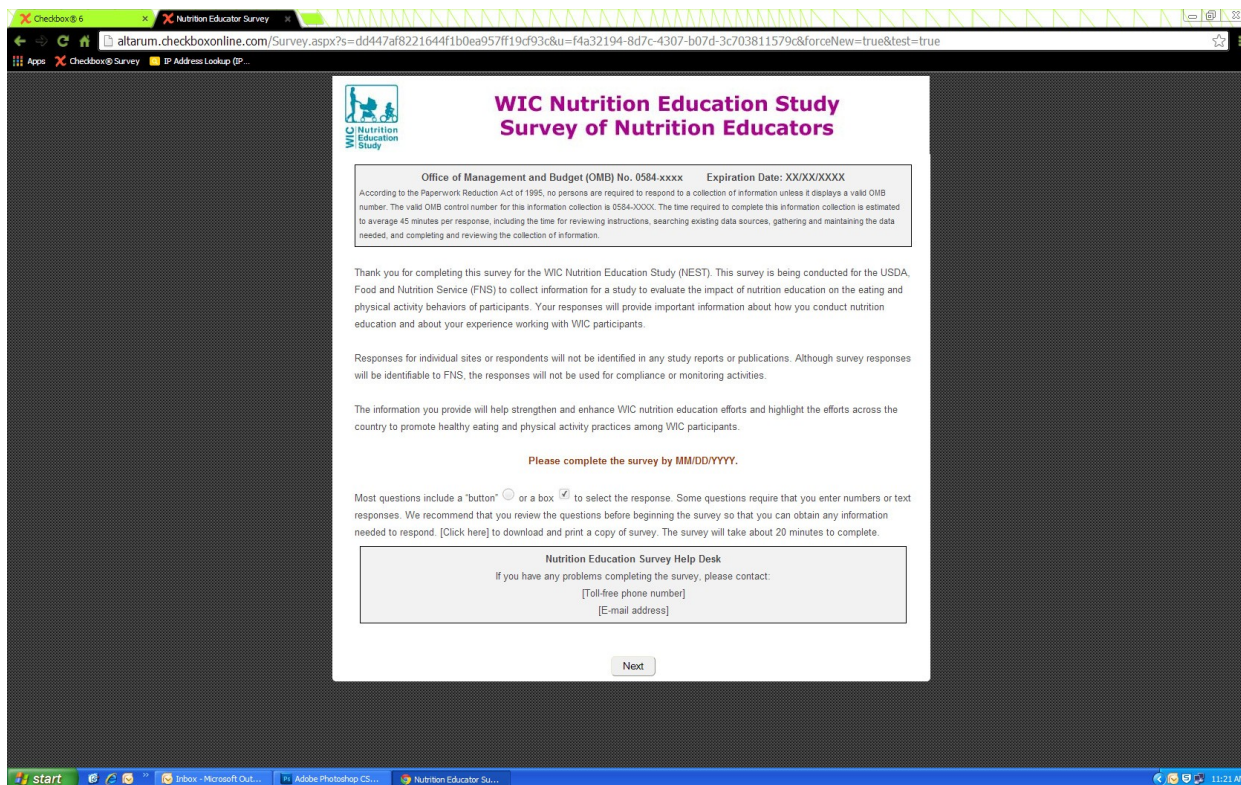 Checkbox® 6
Nutrition Educator Survey
altarum.checkboxonline.com/Survey.aspx?s=dd447af8221644f1b0ea957ff19cf93c&u=f4a32194-8d7c-4307-b07d-3c703811579c&forceNew=true&test=true
Apps Checkbox® Survey IP Address Lookup (IP...
WIC Nutrition Education Study
WIC Nutrition Education Study
Survey of Nutrition Educators
Office of Management and Budget (OMB) No. 0584-xxxx Expiration Date: XX/XX/XXXX
According to the Paperwork Reduction Act of 1995, no persons are required to respond to a collection of information unless it displays a valid OMB
number. The valid OMB control number for this information collection is 0584-XXXX. The time required to complete this information collection is estimated
to average 45 minutes per response, including the time for reviewing instructions, searching existing data sources, gathering and maintaining the data
needed, and completing and reviewing the collection of information.
Thank you for completing this survey for the WIC Nutrition Education Study (NEST). This survey is being conducted for the USDA,
Food and Nutrition Service (FNS) to collect information for a study to evaluate the impact of nutrition education on the eating and
physical activity behaviors of participants. Your responses will provide important information about how you conduct nutrition
education and about your experience working with WIC participants.
Responses for individual sites or respondents will not be identified in any study reports or publications. Although survey responses
will be identifiable to FNS, the responses will not be used for compliance or monitoring activities.
The information you provide will help strengthen and enhance WIC nutrition education efforts and highlight the efforts across the
country to promote healthy eating and physical activity practices among WIC participants.
Please complete the survey by MM/DD/YYYY.
Most questions include a "button" or a box to select the response. Some questions require that you enter numbers or text
responses. We recommend that you review the questions before beginning the survey so that you can obtain any information
needed to respond. [Click here] to download and print a copy of survey. The survey will take about 20 minutes to complete.
Nutrition Education Survey Help Desk
If you have any problems completing the survey, please contact:
[Toll-free phone number]
[E-mail address]
Next
start Inbox - Microsoft Out... Adobe Photoshop CS... Nutrition Educator Su... 11:21 AM